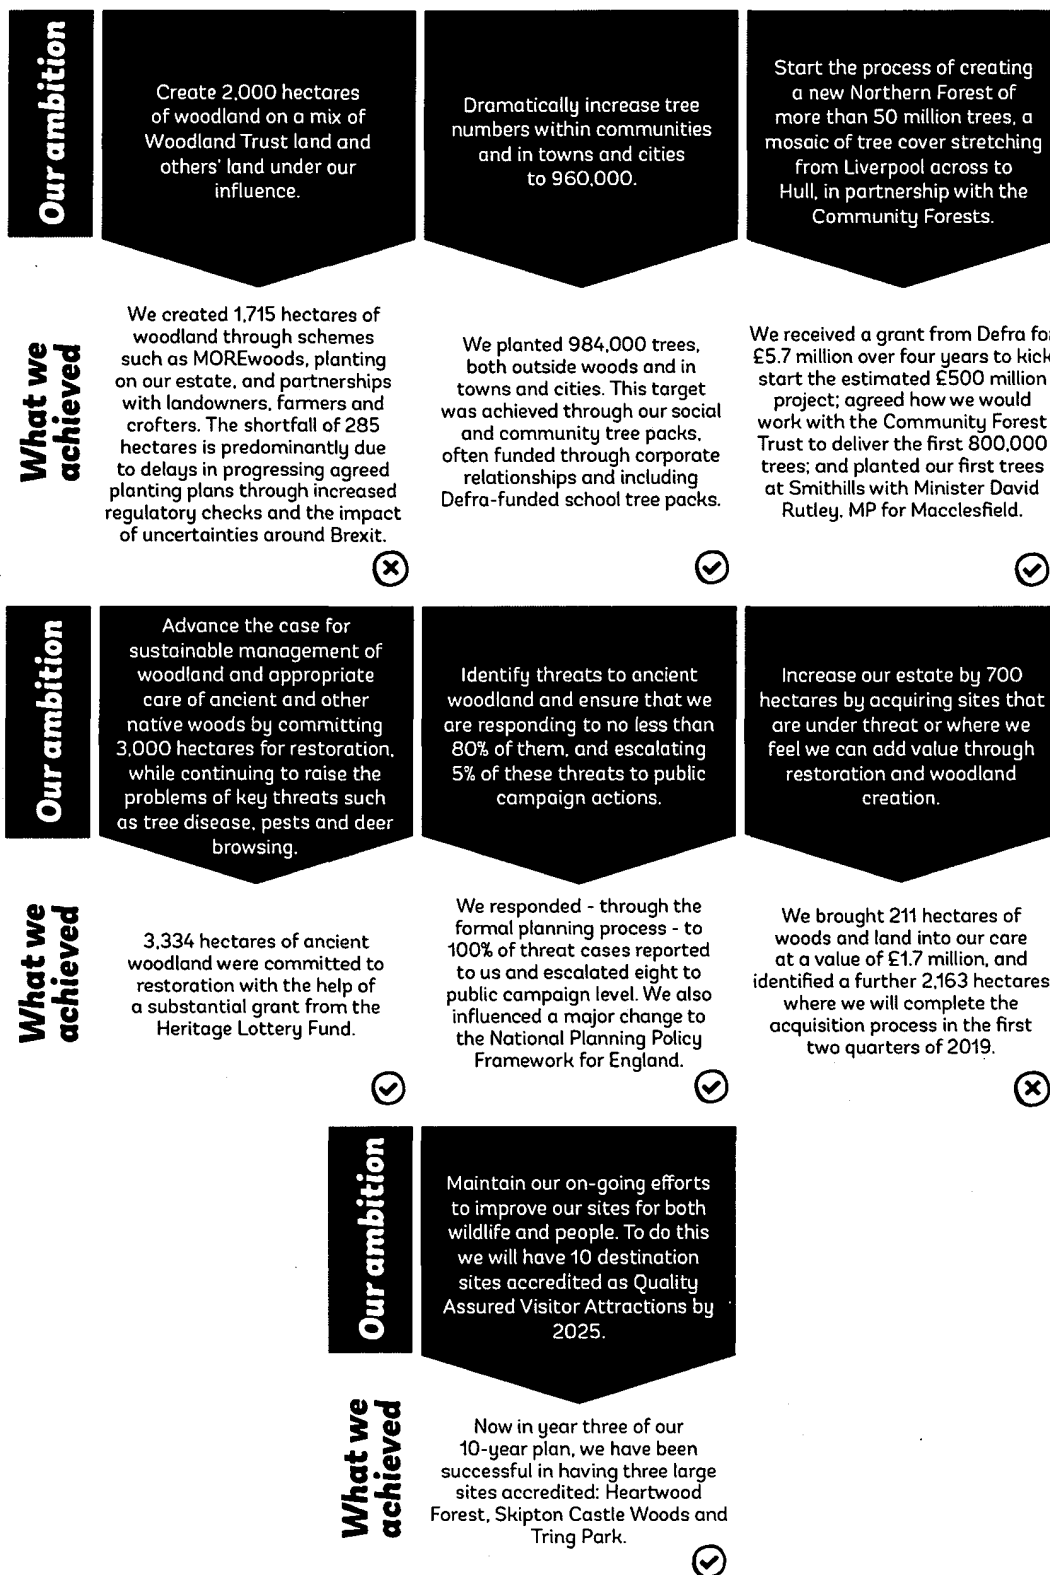 Our ambition
Create 2,000 hectares
of woodland on a mix of
Woodland Trust land and
others' land under our
influence.
Dramatically increase tree
numbers within communities
and in towns and cities
to 960,000.
Start the process of creating
a new Northern Forest of
more than 50 million trees, a
mosaic of tree cover stretching
from Liverpool across to
Hull, in partnership with the
Community Forests.
What we
achieved
We created 1,715 hectares of
woodland through schemes
such as MOREwoods, planting
on our estate, and partnerships
with landowners, farmers and
crofters. The shortfall of 285
hectares is predominantly due
to delays in progressing agreed
planting plans through increased
regulatory checks and the impact
of uncertainties around Brexit.
We planted 984,000 trees,
both outside woods and in
towns and cities. This target
was achieved through our social
and community tree packs,
often funded through corporate
relationships and including
Defra-funded school tree packs.
We received a grant from Defra for
£5.7 million over four years to kick
start the estimated £500 million
project; agreed how we would
work with the Community Forest
Trust to deliver the first 800,000
trees; and planted our first trees
at Smithills with Minister David
Rutley, MP for Macclesfield.
Our ambition
Advance the case for
sustainable management of
woodland and appropriate
care of ancient and other
native woods by committing
3,000 hectares for restoration,
while continuing to raise the
problems of key threats such
as tree disease, pests and deer
browsing.
Identify threats to ancient
woodland and ensure that we
are responding to no less than
80% of them, and escalating
5% of these threats to public
campaign actions.
Increase our estate by 700
hectares by acquiring sites that
are under threat or where we
feel we can add value through
restoration and woodland
creation.
What we
achieved
3,334 hectares of ancient
woodland were committed to
restoration with the help of
a substantial grant from the
Heritage Lottery Fund.
We responded - through the
formal planning process - to
100% of threat cases reported
to us and escalated eight to
public campaign level. We also
influenced a major change to
the National Planning Policy
Framework for England.
We brought 211 hectares of
woods and land into our care
at a value of £1.7 million, and
identified a further 2,163 hectares
where we will complete the
acquisition process in the first
two quarters of 2019.
Our ambition
Maintain our on-going efforts
to improve our sites for both
wildlife and people. To do this
we will have 10 destination
sites accredited as Quality
Assured Visitor Attractions by
2025.
What we
achieved
Now in year three of our
10-year plan, we have been
successful in having three large
sites accredited: Heartwood
Forest, Skipton Castle Woods and
Tring Park.